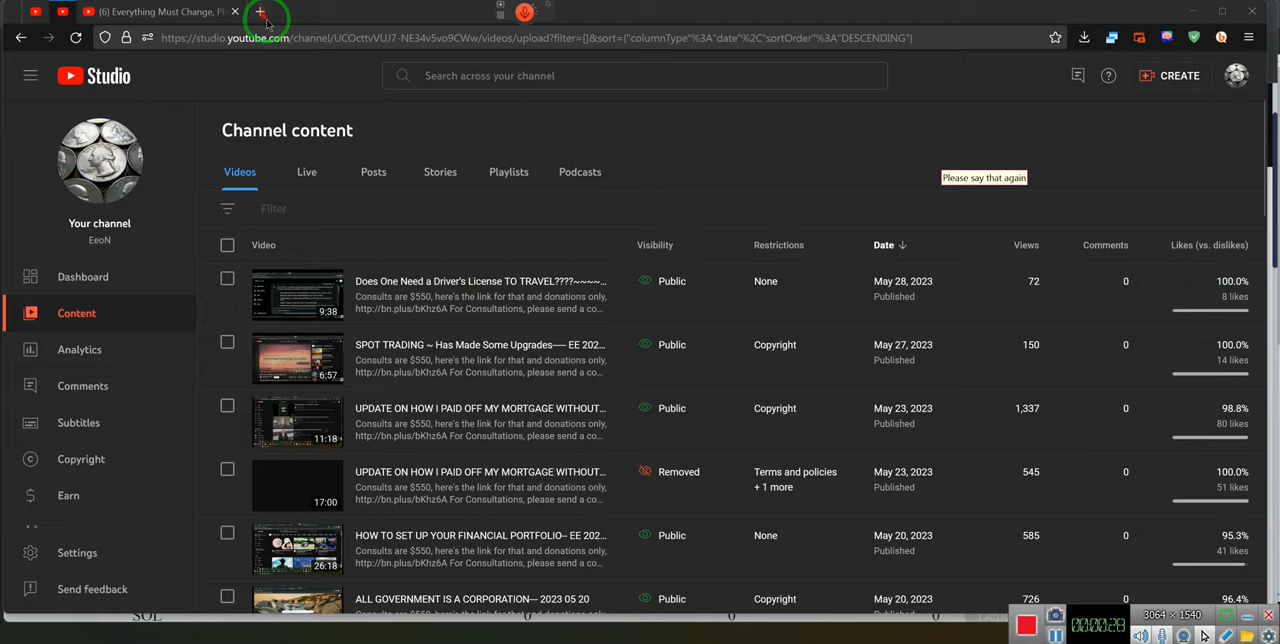 (6) Everything Must Change, P
https://studio.youtube.com/channel/UCOcttvVUJ7-NE34v5vo9CWw/videos/upload?filter=[]&sort={"columnType"%3A"date"%2C"sortOrder"%3A"DESCENDING"}
Studio
Search across your channel
CREATE
Your channel
EeoN
Dashboard
Content
Analytics
Comments
Subtitles
Copyright
Earn
Settings
Send feedback
Channel content
Videos Live Posts Stories Playlists Podcasts
Please say that again
Filter
Video Visibility Restrictions Date Views Comments Likes (vs. dislikes)
Does One Need a Driver's License TO TRAVEL????~~~~... Public None May 28, 2023 72 0 100.0%
Consults are $550, here's the link for that and donations only, Published 8 likes
http://bn.plus/bKhz6A For Consultations, please send a co...
9:38
SPOT TRADING ~ Has Made Some Upgrades---- EE 202... Public Copyright May 27, 2023 150 0 100.0%
Consults are $550, here's the link for that and donations only, Published 14 likes
http://bn.plus/bKhz6A For Consultations, please send a co...
6:57
UPDATE ON HOW I PAID OFF MY MORTGAGE WITHOUT... Public Copyright May 23, 2023 1,337 0 98.8%
Consults are $550, here's the link for that and donations only, Published 80 likes
http://bn.plus/bKhz6A For Consultations, please send a co...
11:18
UPDATE ON HOW I PAID OFF MY MORTGAGE WITHOUT... Removed Terms and policies May 23, 2023 545 0 100.0%
Consults are $550, here's the link for that and donations only, + 1 more Published 51 likes
http://bn.plus/bKhz6A For Consultations, please send a co...
17:00
HOW TO SET UP YOUR FINANCIAL PORTFOLIO-- EE 202... Public None May 20, 2023 585 0 95.3%
Consults are $550, here's the link for that and donations only, Published 41 likes
http://bn.plus/bKhz6A For Consultations, please send a co...
26:18
ALL GOVERNMENT IS A CORPORATION--- 2023 05 20 Public Copyright May 20, 2023 726 0 96.4%
SOL 0 0 0
00:00:28
3064 × 1540